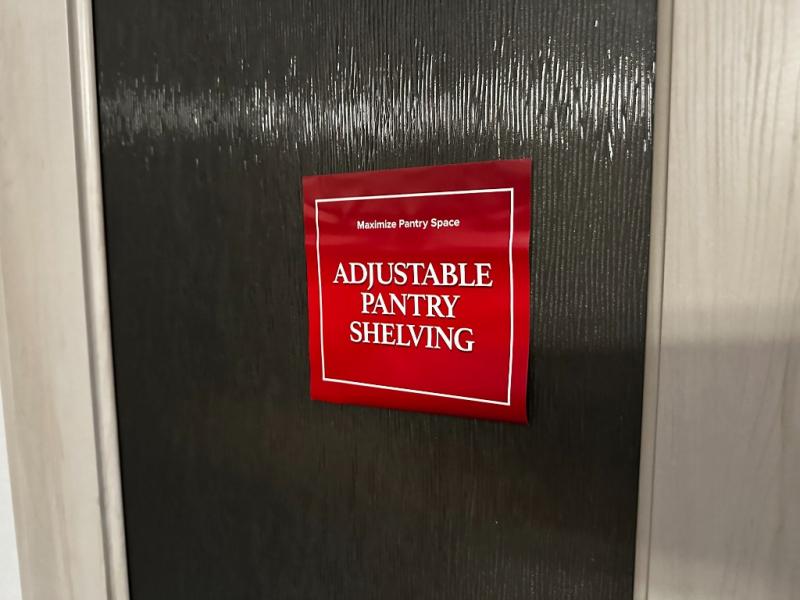 Maximize Pantry Space
ADJUSTABLE
PANTRY
SHELVING